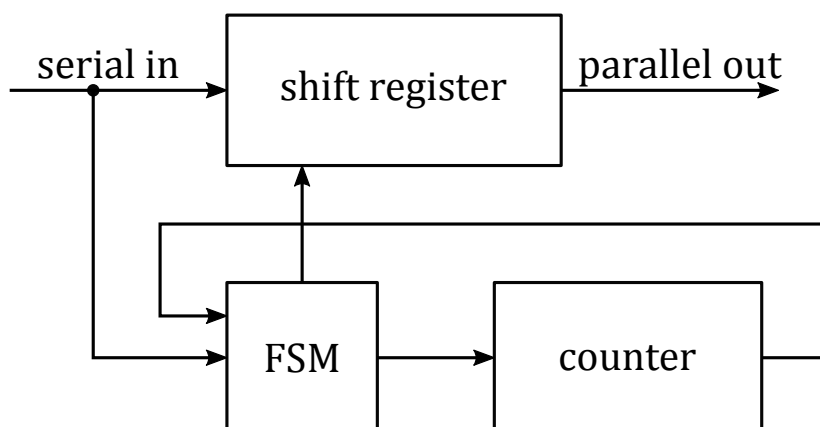 serial in
shift register
parallel out
FSM
counter